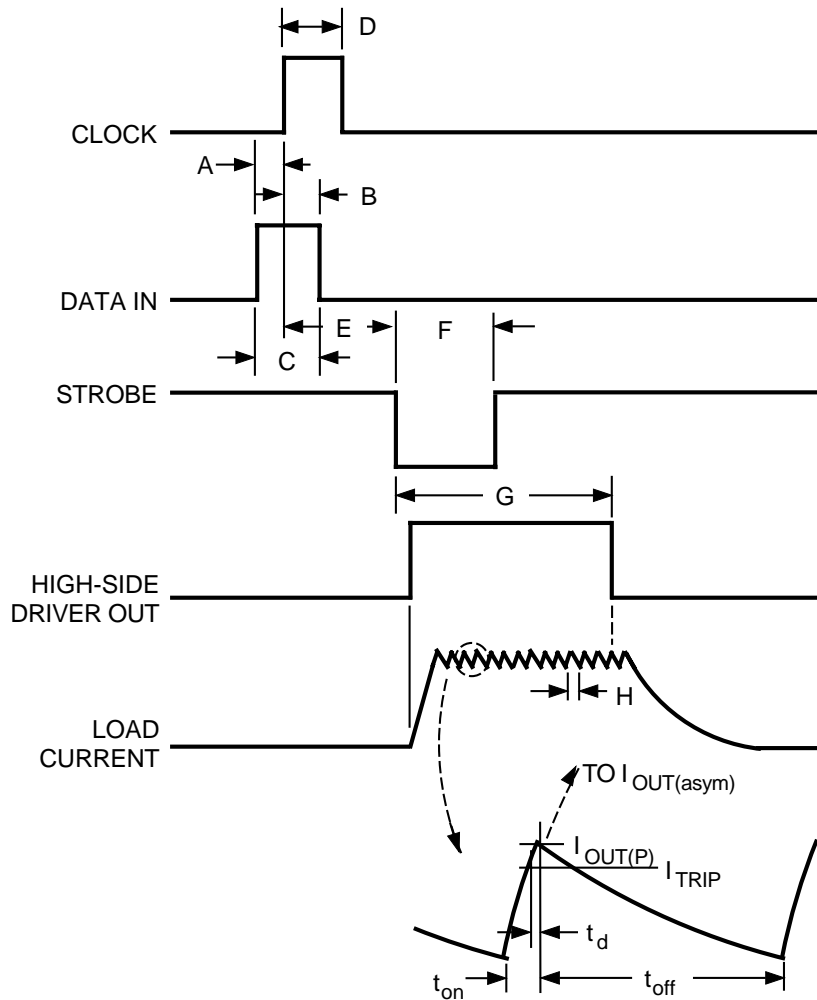 D
CLOCK
A
B
DATA IN
E
F
C
STROBE
G
HIGH-SIDE
DRIVER OUT
H
LOAD
CURRENT
TO I OUT(asym)
I OUT(P)
I TRIP
t d
t on
t off